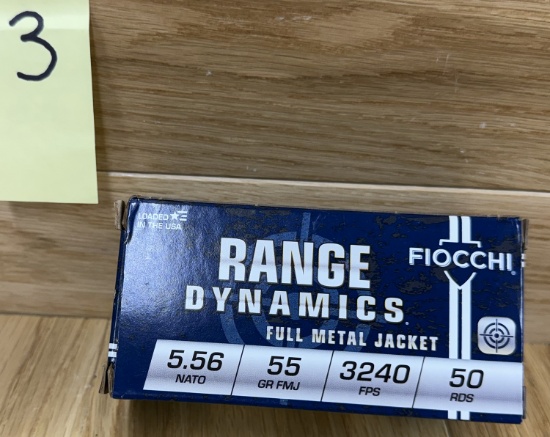 3
LOADED
IN THE USA
RANGE
DYNAMICS
FULL METAL JACKET
FIOCCHI
5.56
NATO
55
GR FMJ
3240
FPS
50
RDS